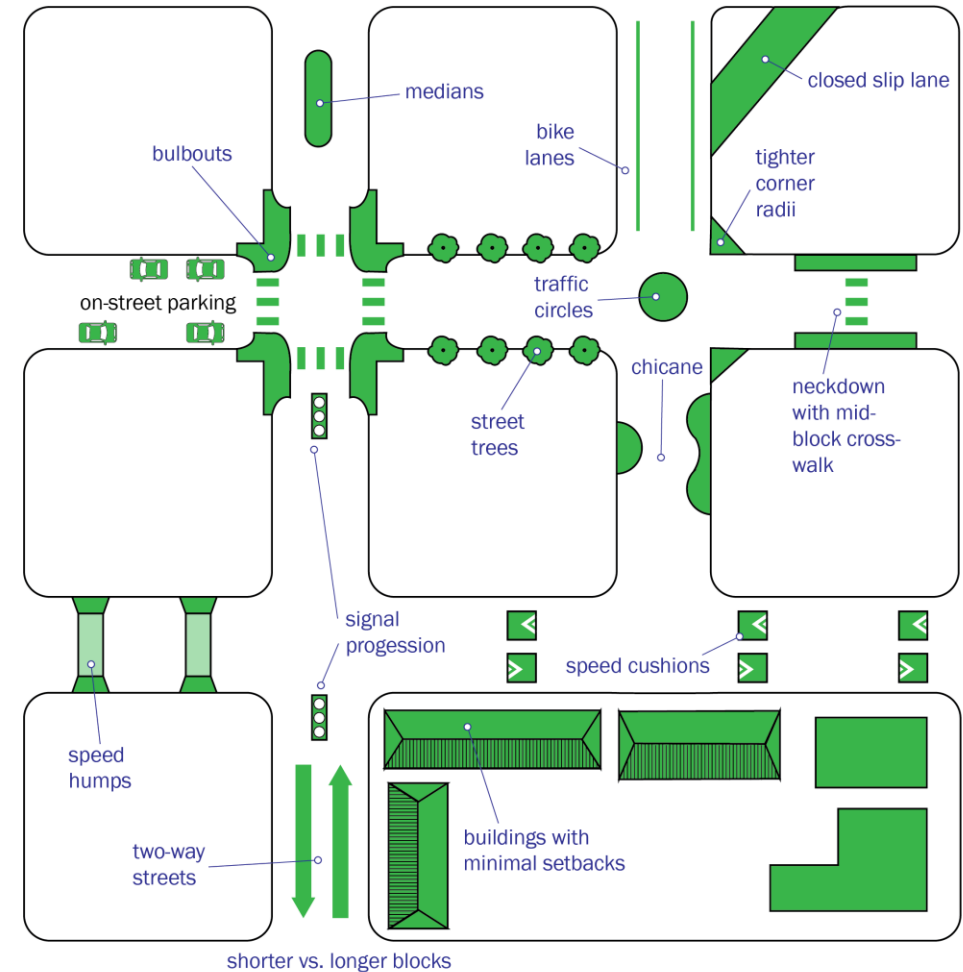 medians
closed slip lane
bike
lanes
bulbouts
tighter
corner
radii
traffic
circles
on-street parking
chicane
neckdown
with mid-
block cross-
walk
street
trees
signal
progession
speed cushions
speed
humps
buildings with
minimal setbacks
two-way
streets
shorter vs. longer blocks